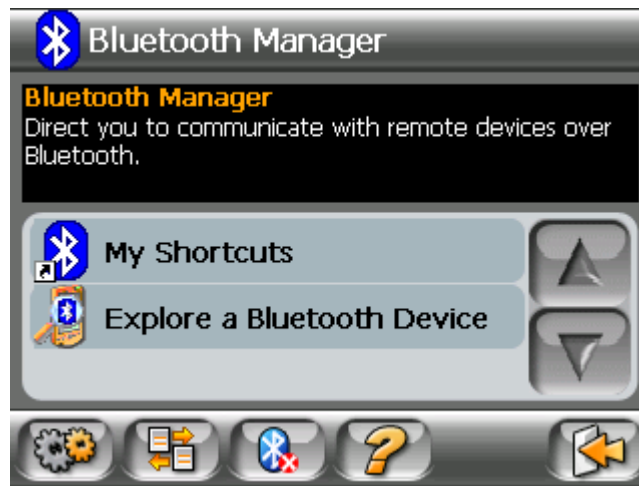 Bluetooth Manager
Bluetooth Manager
Direct you to communicate with remote devices over
Bluetooth.
My Shortcuts
Explore a Bluetooth Device